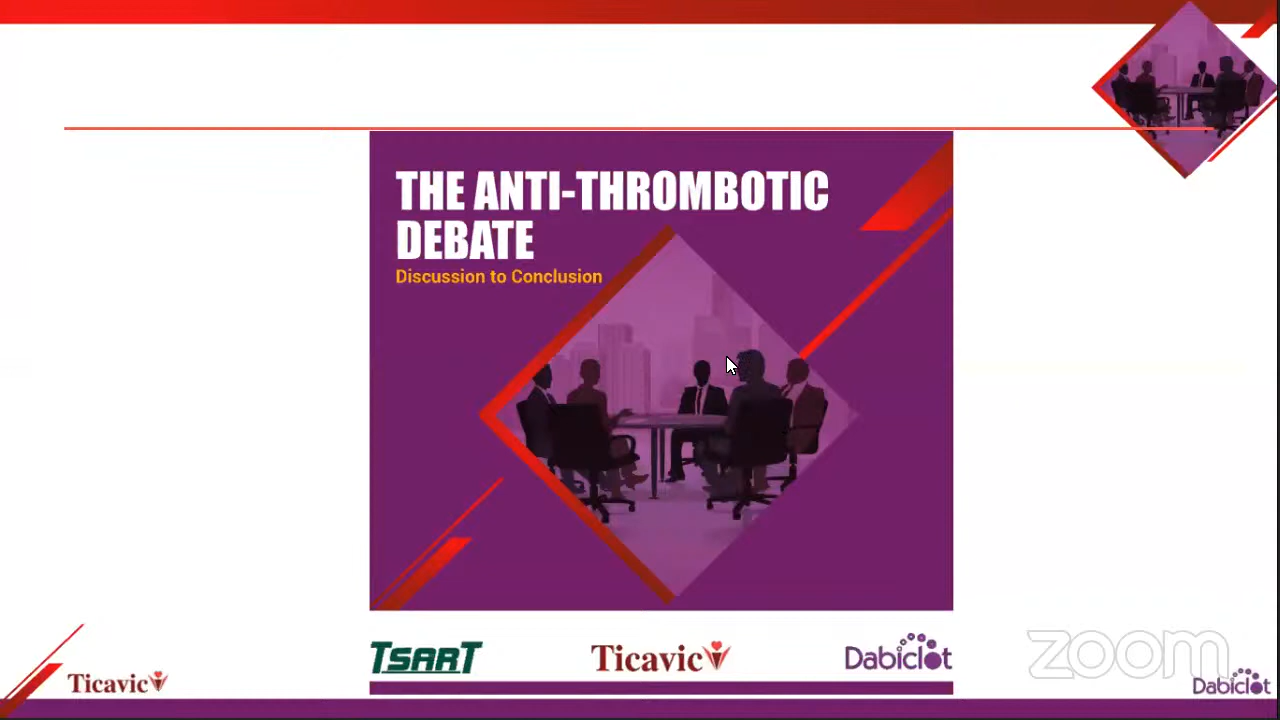 THE ANTI-THROMBOTIC
DEBATE
Discussion to Conclusion
TSART
Ticavic
Dabiclot
zoom
Ticavic
Dabiclot